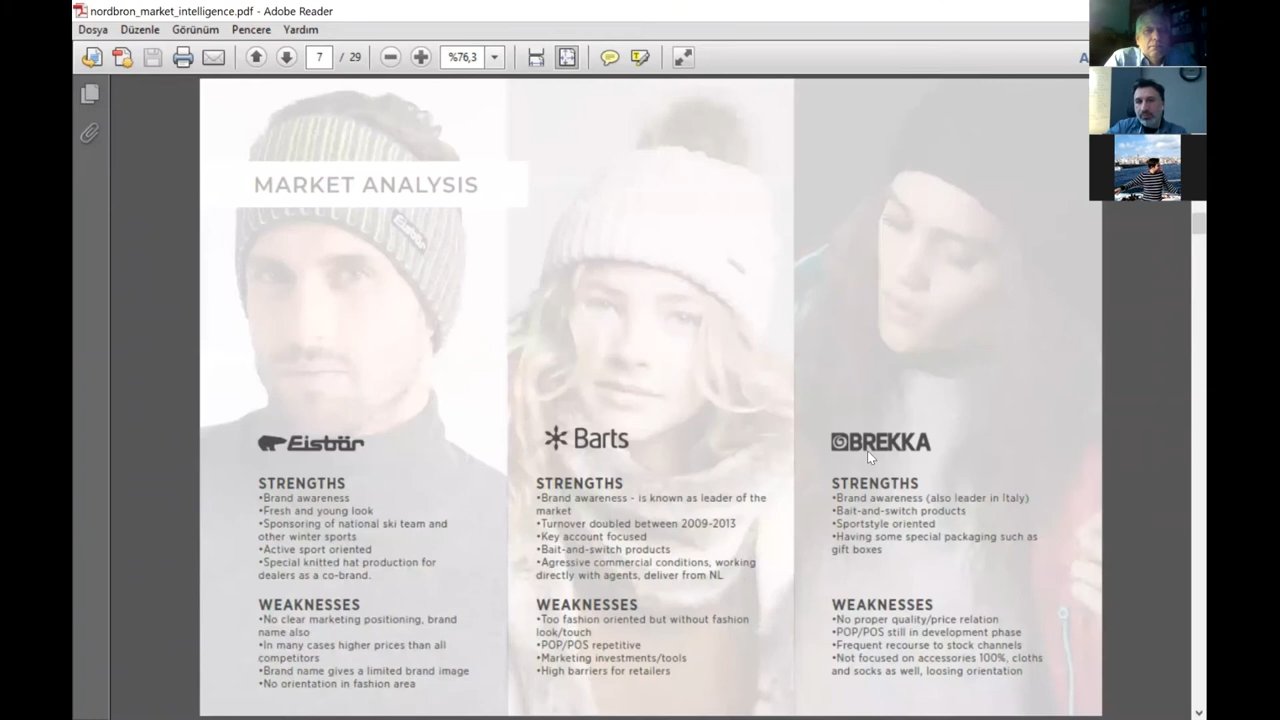 nordbron_market_intelligence.pdf - Adobe Reader
Dosya Düzenle Görünüm Pencere Yardım
7 / 29 %76,3
MARKET ANALYSIS
Eisbär
Eisbär
STRENGTHS
•Brand awareness
•Fresh and young look
•Sponsoring of national ski team and
other winter sports
•Active sport oriented
•Special knitted hat production for
dealers as a co-brand.
WEAKNESSES
•No clear marketing positioning, brand
name also
•In many cases higher prices than all
competitors
•Brand name gives a limited brand image
•No orientation in fashion area
Barts
STRENGTHS
•Brand awareness - is known as leader of the
market
•Turnover doubled between 2009-2013
•Key account focused
•Bait-and-switch products
•Agressive commercial conditions, working
directly with agents, deliver from NL
WEAKNESSES
•Too fashion oriented but without fashion
look/touch
•POP/POS repetitive
•Marketing investments/tools
•High barriers for retailers
BREKKA
STRENGTHS
•Brand awareness (also leader in Italy)
•Bait-and-switch products
•Sportstyle oriented
•Having some special packaging such as
gift boxes
WEAKNESSES
•No proper quality/price relation
•POP/POS still in development phase
•Frequent recourse to stock channels
•Not focused on accessories 100%, cloths
and socks as well, loosing orientation